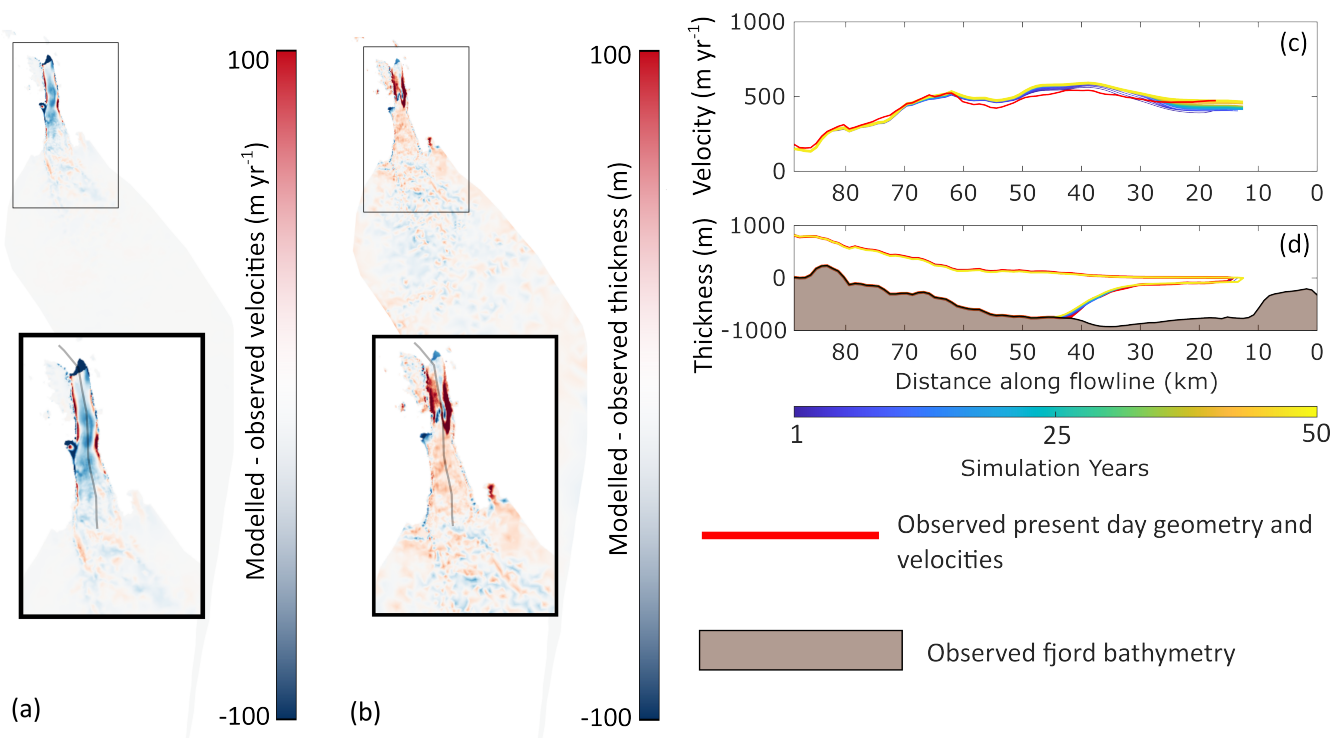 100
Modelled - observed velocities (m yr-1)
-100
(a)
100
Modelled - observed thickness (m)
-100
(b)
Velocity (m yr-1)
1000
500
0
(c)
80 70 60 50 40 30 20 10 0
Thickness (m)
1000
0
-1000
(d)
80 70 60 50 40 30 20 10 0
Distance along flowline (km)
1 25 50
Simulation Years
Observed present day geometry and
velocities
Observed fjord bathymetry